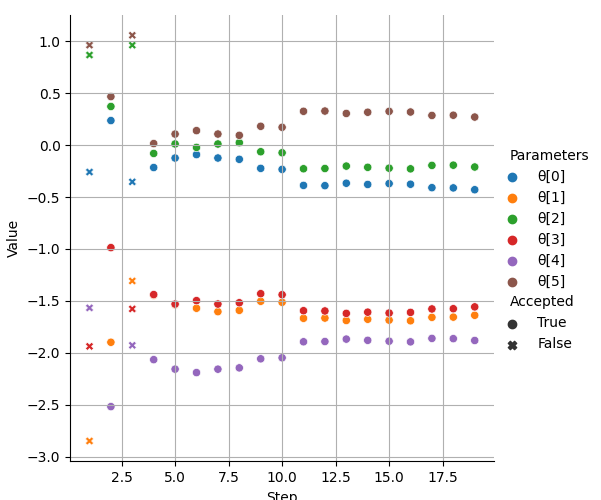 1.0
0.5
0.0
−0.5
−1.0
−1.5
−2.0
−2.5
−3.0
Value
2.5
5.0
7.5
10.0
12.5
15.0
17.5
Step
Parameters
θ[0]
θ[1]
θ[2]
θ[3]
θ[4]
θ[5]
Accepted
True
False